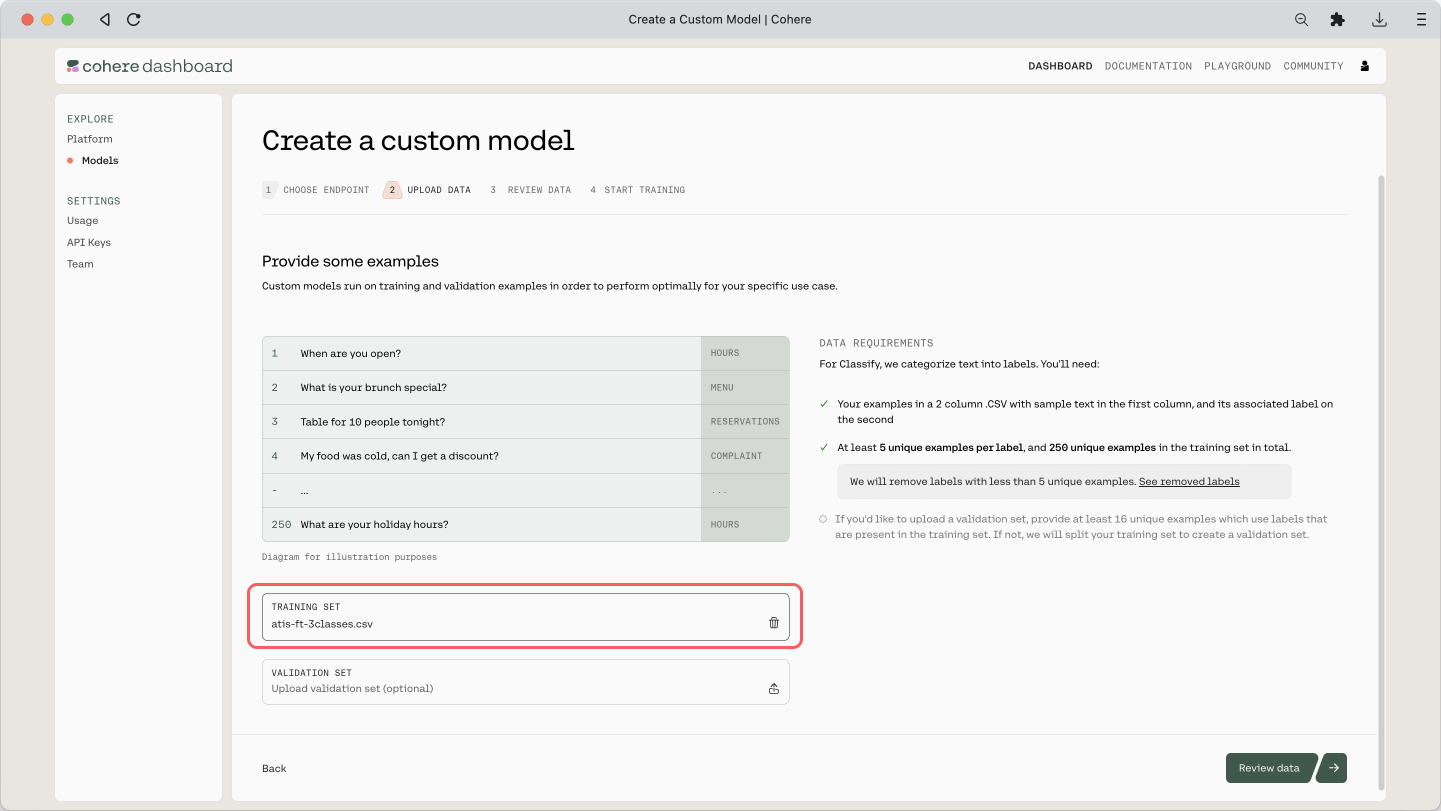 Create a Custom Model | Cohere
cohere dashboard
DASHBOARD DOCUMENTATION PLAYGROUND COMMUNITY
EXPLORE
Platform
Models
SETTINGS
Usage
API Keys
Team
Create a custom model
1 CHOOSE ENDPOINT 2 UPLOAD DATA 3 REVIEW DATA 4 START TRAINING
Provide some examples
Custom models run on training and validation examples in order to perform optimally for your specific use case.
1 When are you open? HOURS
2 What is your brunch special? MENU
3 Table for 10 people tonight? RESERVATIONS
4 My food was cold, can I get a discount? COMPLAINT
- ... ...
250 What are your holiday hours? HOURS
Diagram for illustration purposes
TRAINING SET
atis-ft-3classes.csv
VALIDATION SET
Upload validation set (optional)
DATA REQUIREMENTS
For Classify, we categorize text into labels. You'll need:
Your examples in a 2 column .CSV with sample text in the first column, and its associated label on
the second
At least 5 unique examples per label, and 250 unique examples in the training set in total.
We will remove labels with less than 5 unique examples. See removed labels
If you'd like to upload a validation set, provide at least 16 unique examples which use labels that
are present in the training set. If not, we will split your training set to create a validation set.
Back
Review data